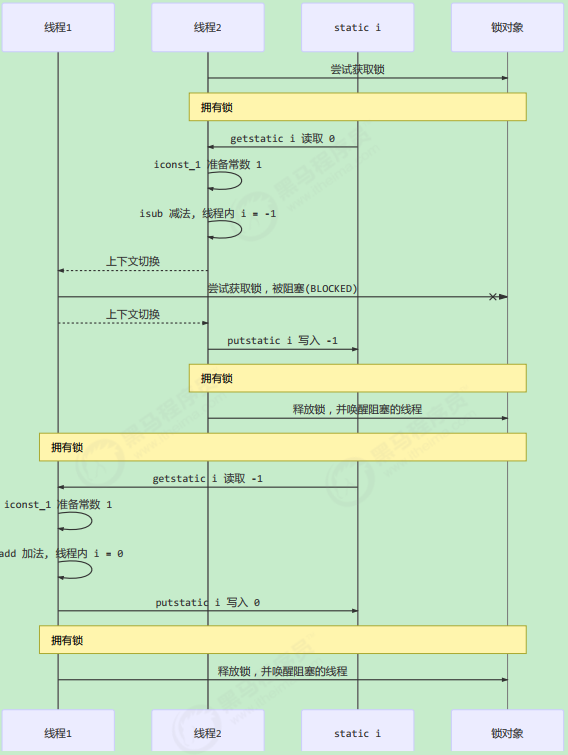 线程1 线程2 static i 锁对象
尝试获取锁
拥有锁
getstatic i 读取 0
iconst_1 准备常数 1
isub 减法, 线程内 i = -1
上下文切换
尝试获取锁，被阻塞(BLOCKED)
上下文切换
putstatic i 写入 -1
拥有锁
释放锁，并唤醒阻塞的线程
拥有锁
getstatic i 读取 -1
iconst_1 准备常数 1
add 加法, 线程内 i = 0
putstatic i 写入 0
拥有锁
释放锁，并唤醒阻塞的线程
线程1 线程2 static i 锁对象